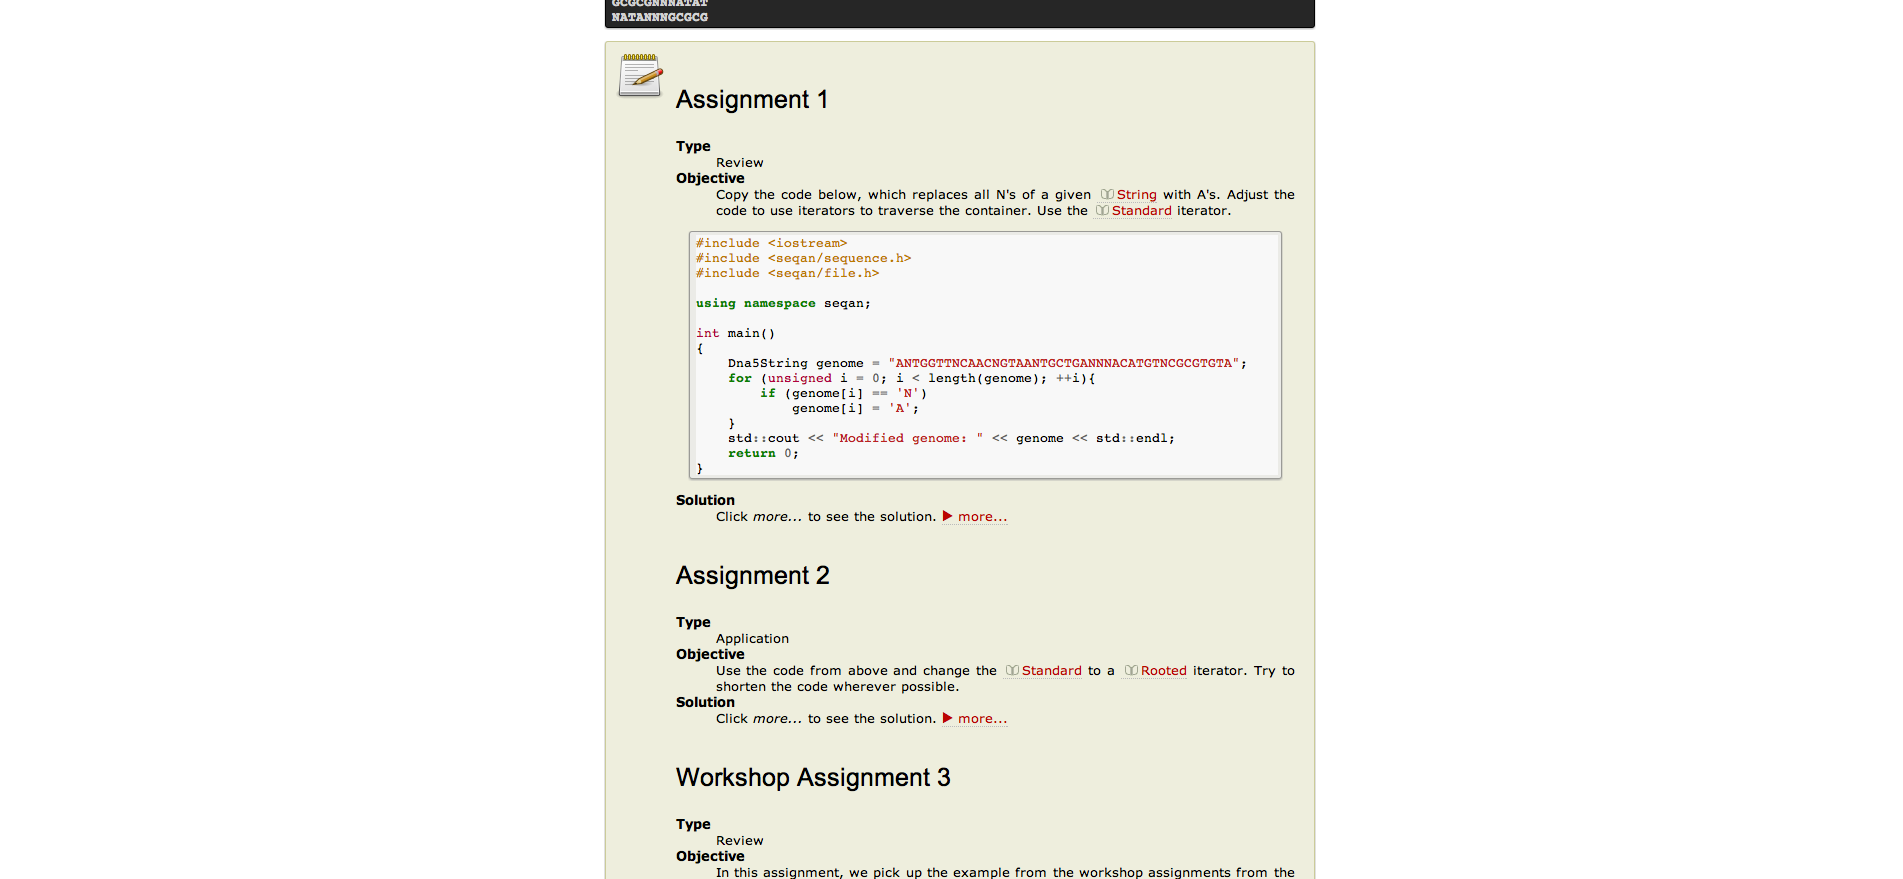 GCGCGNNNATAT
NATANNNGCGCG
Assignment 1
Type
Review
Objective
Copy the code below, which replaces all N's of a given String with A's. Adjust the
code to use iterators to traverse the container. Use the Standard iterator.
#include <iostream>
#include <seqan/sequence.h>
#include <seqan/file.h>
using namespace seqan;
int main()
{
Dna5String genome = "ANTGGTTNCAACNGTAANTGCTGANNNACATGTNCGCGTGTA";
for (unsigned i = 0; i < length(genome); ++i){
if (genome[i] == 'N')
genome[i] = 'A';
}
std::cout << "Modified genome: " << genome << std::endl;
return 0;
}
Solution
Click more... to see the solution. more...
Assignment 2
Type
Application
Objective
Use the code from above and change the Standard to a Rooted iterator. Try to
shorten the code wherever possible.
Solution
Click more... to see the solution. more...
Workshop Assignment 3
Type
Review
Objective
In this assignment, we pick up the example from the workshop assignments from the